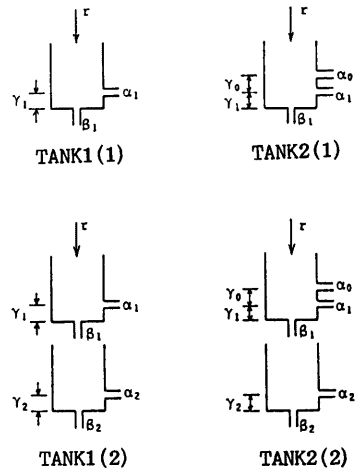 r r
γ₀ α₀
γ₁ α₁ γ₁ α₁
β₁ β₁
TANK1(1) TANK2(1)
r r
γ₀ α₀
γ₁ α₁ γ₁ α₁
β₁ β₁
γ₂ α₂ γ₂ α₂
β₂ β₂
TANK1(2) TANK2(2)